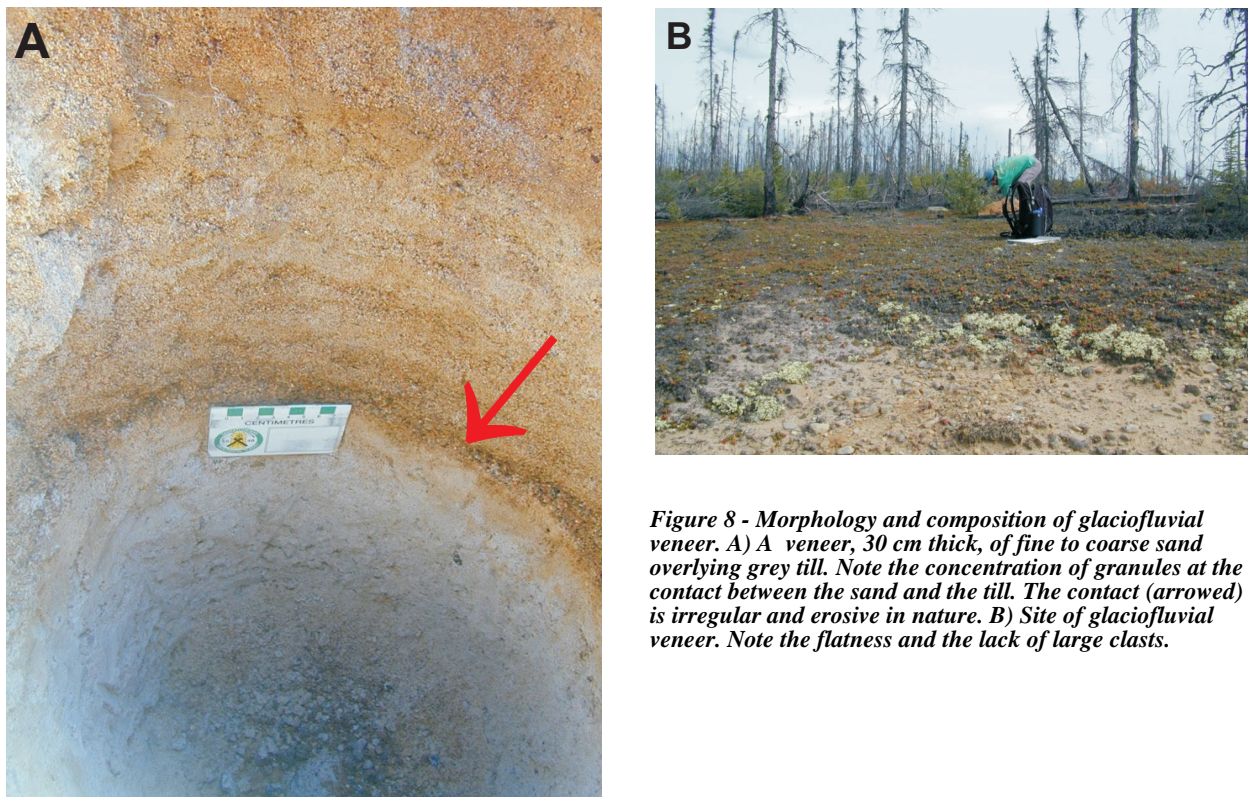 A
CENTIMETRES
B
Figure 8 - Morphology and composition of glaciofluvial
veneer. A) A veneer, 30 cm thick, of fine to coarse sand
overlying grey till. Note the concentration of granules at the
contact between the sand and the till. The contact (arrowed)
is irregular and erosive in nature. B) Site of glaciofluvial
veneer. Note the flatness and the lack of large clasts.